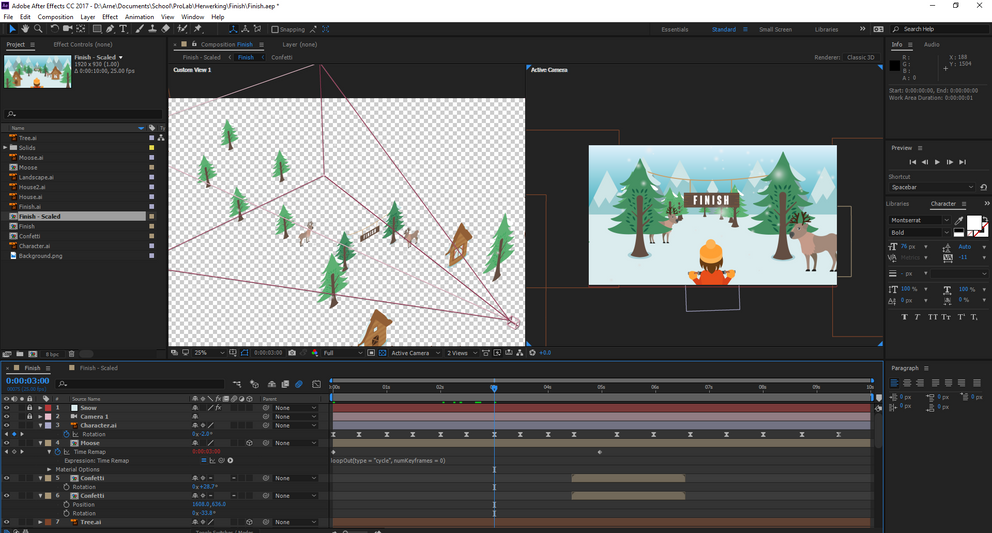 Adobe After Effects CC 2017 - D:\Arne\Documents\School\ProLab\Herwerking\Finish\Finish.aep *
File Edit Composition Layer Effect Animation View Window Help
Snapping
Essentials Standard Small Screen Libraries Search Help
Project Effect Controls (none)
Composition Finish Layer (none)
Info Audio
Finish - Scaled
1920 x 930 (1.00)
Δ 0:00:10:00, 25.00 fps
Finish - Scaled Finish Confetti
Renderer: Classic 3D
Custom View 1
Active Camera
R:
G:
B:
A: 0
X: 188
Y: 1504
Start: 0:00:00:00, End: 0:00:00:00
Work Area Duration: 0:00:00:01
Name Ty
Tree.ai
Solids
Moose.ai
Moose
Landscape.ai
House2.ai
House.ai
Finish.ai
Finish - Scaled
Finish
Confetti
Character.ai
Background.png
FINISH
FINISH
Preview
Shortcut
Spacebar
Libraries Character
Montserrat
Bold
76 px Auto
Metrics -11
- px
100 % 100 %
0 px 0 %
T T TT Tт T' T,
8 bpc
25% 0:00:03:00 Full Active Camera 2 Views +0.0
Finish Finish - Scaled
Paragraph
0:00:03:00
# Source Name Parent
0:00s 01s 02s 04s 05s 06s 07s 08s 09s 10s
0 px 0 px 0 px
0 px 0 px
1 Snow None
2 Camera 1 None
3 Character.ai None
Rotation 0x-2.0°
4 Moose None
Time Remap 0:00:03:00
Expression: Time Remap
loopOut(type = "cycle", numKeyframes = 0)
Material Options
5 Confetti None
Rotation 0x+28.7°
6 Confetti None
Position 1608.0,636.0
Rotation 0x-33.8°
7 Tree.ai None
Toggle Switches / Modes